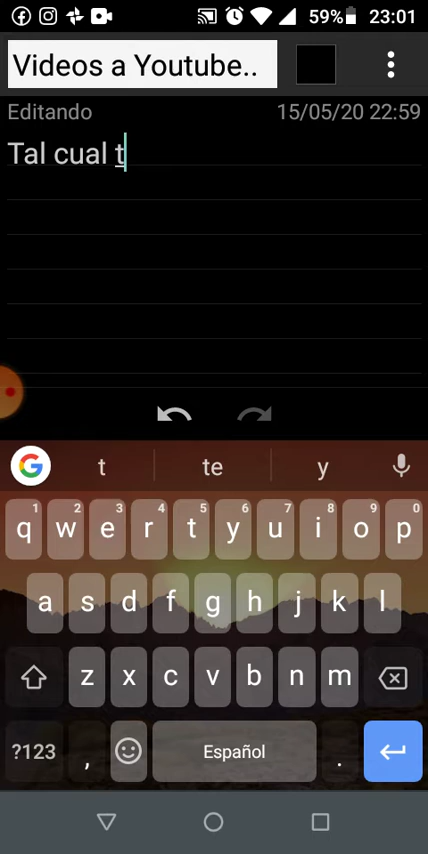 59% 23:01
Videos a Youtube..
Editando 15/05/20 22:59
Tal cual t
G t te y
1 2 3 4 5 6 7 8 9 0
q w e r t y u i o p
a s d f g h j k l
z x c v b n m
?123 , Español .